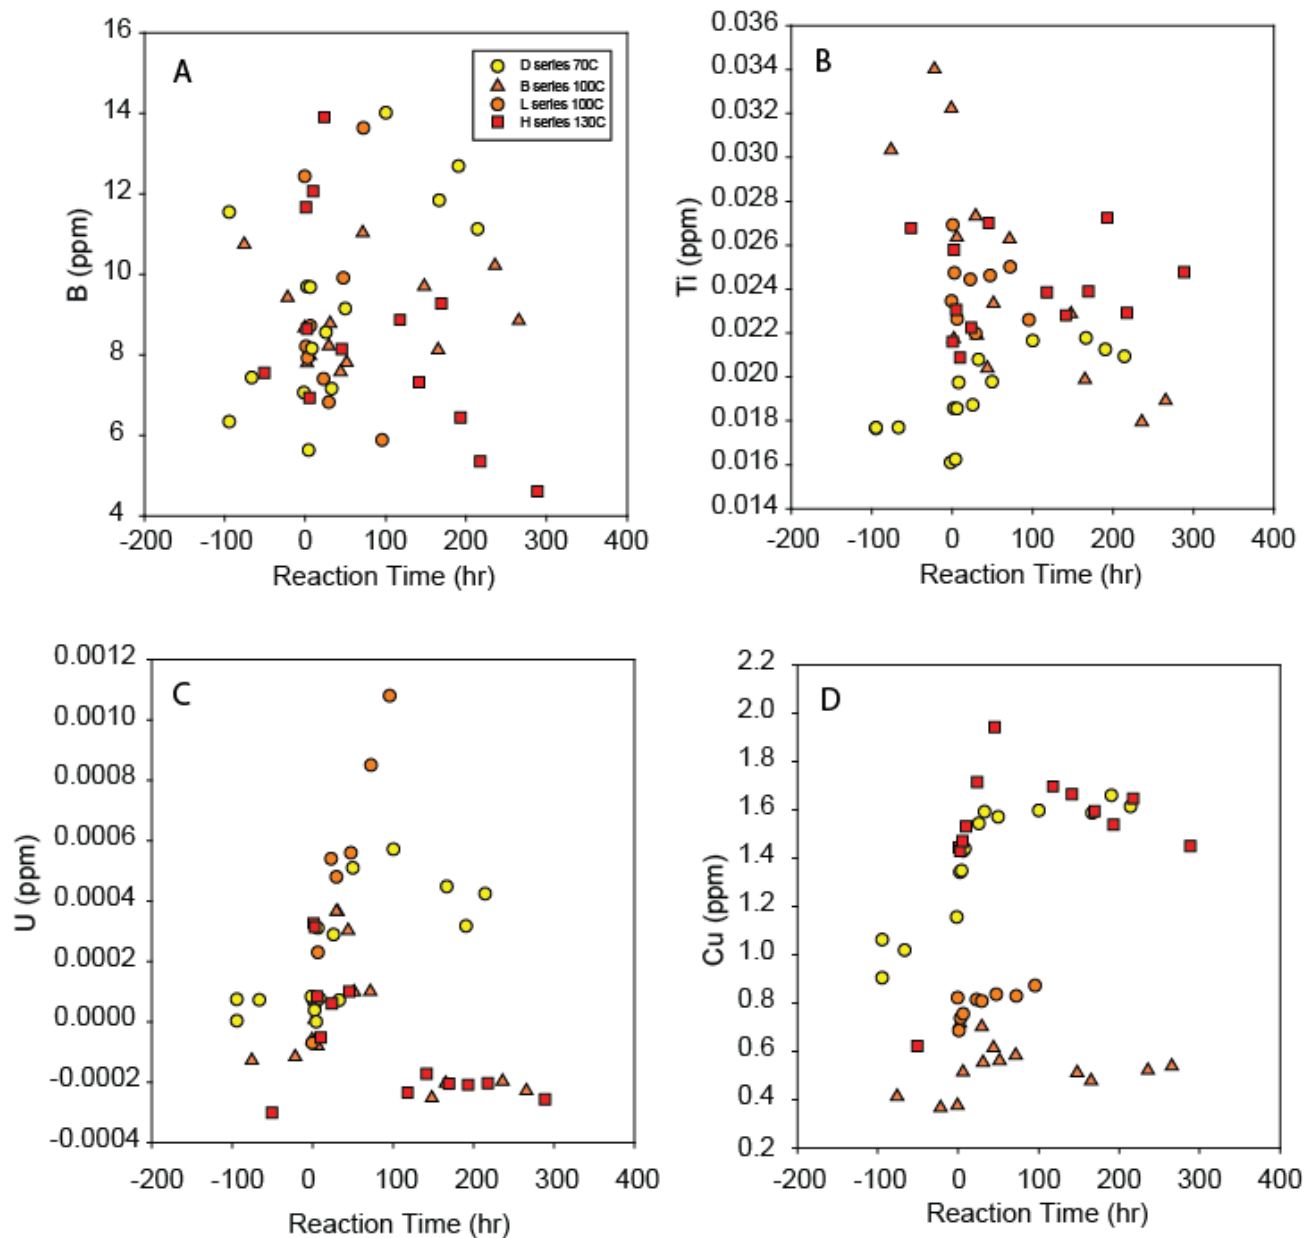 A
D series 70C
B series 100C
L series 100C
H series 130C
16
14
12
10
8
6
4
B (ppm)
-200 -100 0 100 200 300 400
Reaction Time (hr)
B
0.036
0.034
0.032
0.030
0.028
0.026
0.024
0.022
0.020
0.018
0.016
0.014
Ti (ppm)
-200 -100 0 100 200 300 400
Reaction Time (hr)
C
0.0012
0.0010
0.0008
0.0006
0.0004
0.0002
0.0000
-0.0002
-0.0004
U (ppm)
-200 -100 0 100 200 300 400
Reaction Time (hr)
D
2.2
2.0
1.8
1.6
1.4
1.2
1.0
0.8
0.6
0.4
0.2
Cu (ppm)
-200 -100 0 100 200 300 400
Reaction Time (hr)